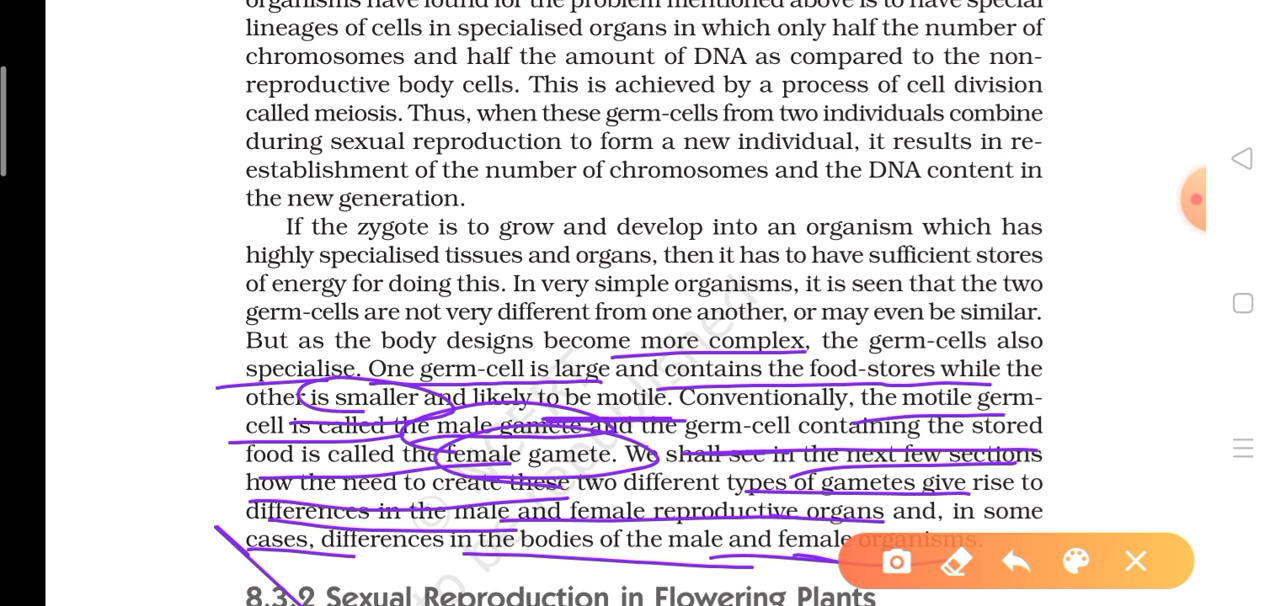 organisms have found for the problem mentioned above is to have special
lineages of cells in specialised organs in which only half the number of
chromosomes and half the amount of DNA as compared to the non-
reproductive body cells. This is achieved by a process of cell division
called meiosis. Thus, when these germ-cells from two individuals combine
during sexual reproduction to form a new individual, it results in re-
establishment of the number of chromosomes and the DNA content in
the new generation.
If the zygote is to grow and develop into an organism which has
highly specialised tissues and organs, then it has to have sufficient stores
of energy for doing this. In very simple organisms, it is seen that the two
germ-cells are not very different from one another, or may even be similar.
But as the body designs become more complex, the germ-cells also
specialise. One germ-cell is large and contains the food-stores while the
other is smaller and likely to be motile. Conventionally, the motile germ-
cell is called the male gamete and the germ-cell containing the stored
food is called the female gamete. We shall see in the next few sections
how the need to create these two different types of gametes give rise to
differences in the male and female reproductive organs and, in some
cases, differences in the bodies of the male and female organisms.
8.3.2 Sexual Reproduction in Flowering Plants